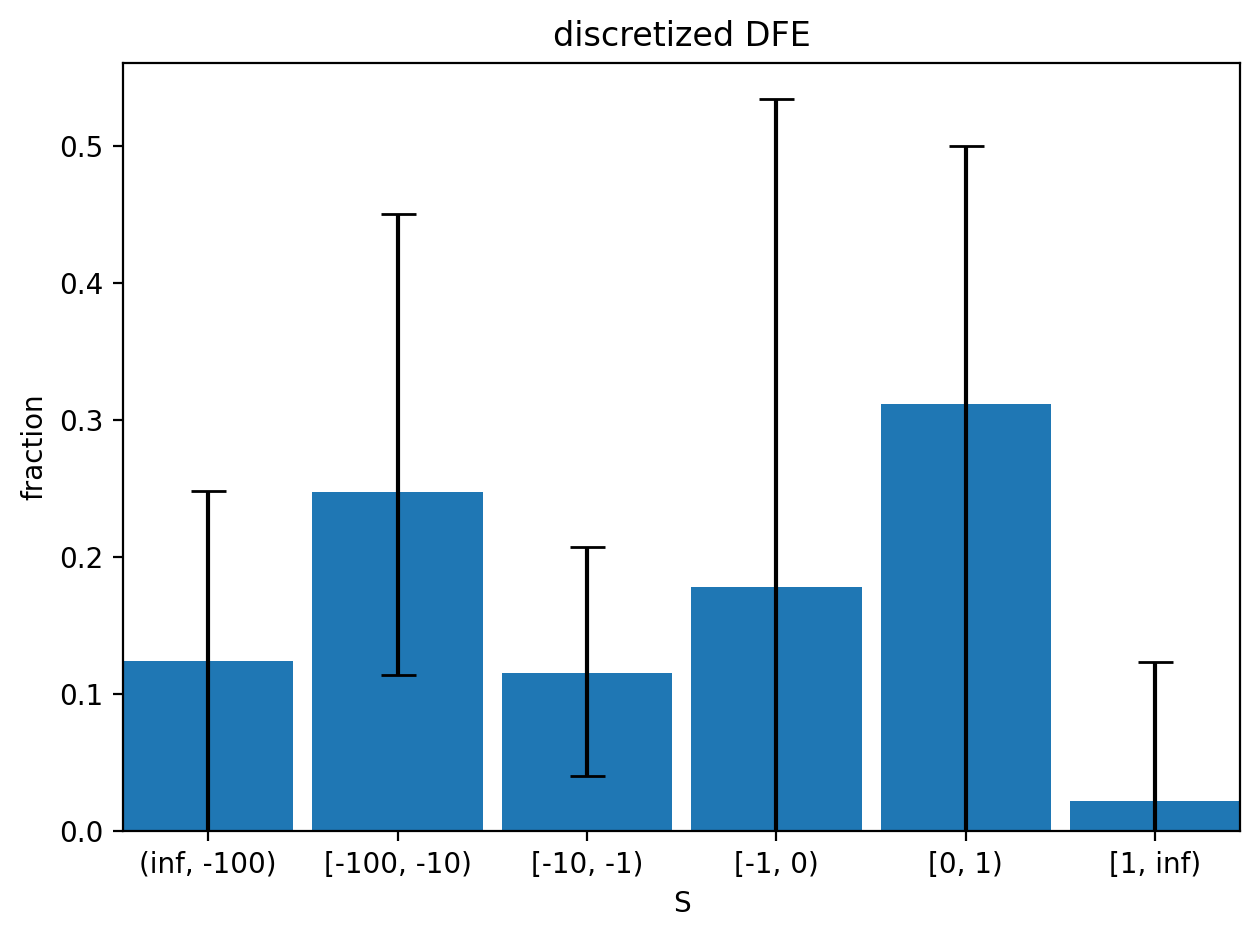 discretized DFE
fraction
0.5
0.4
0.3
0.2
0.1
0.0
(inf, -100) [-100, -10) [-10, -1) [-1, 0) [0, 1) [1, inf)
S